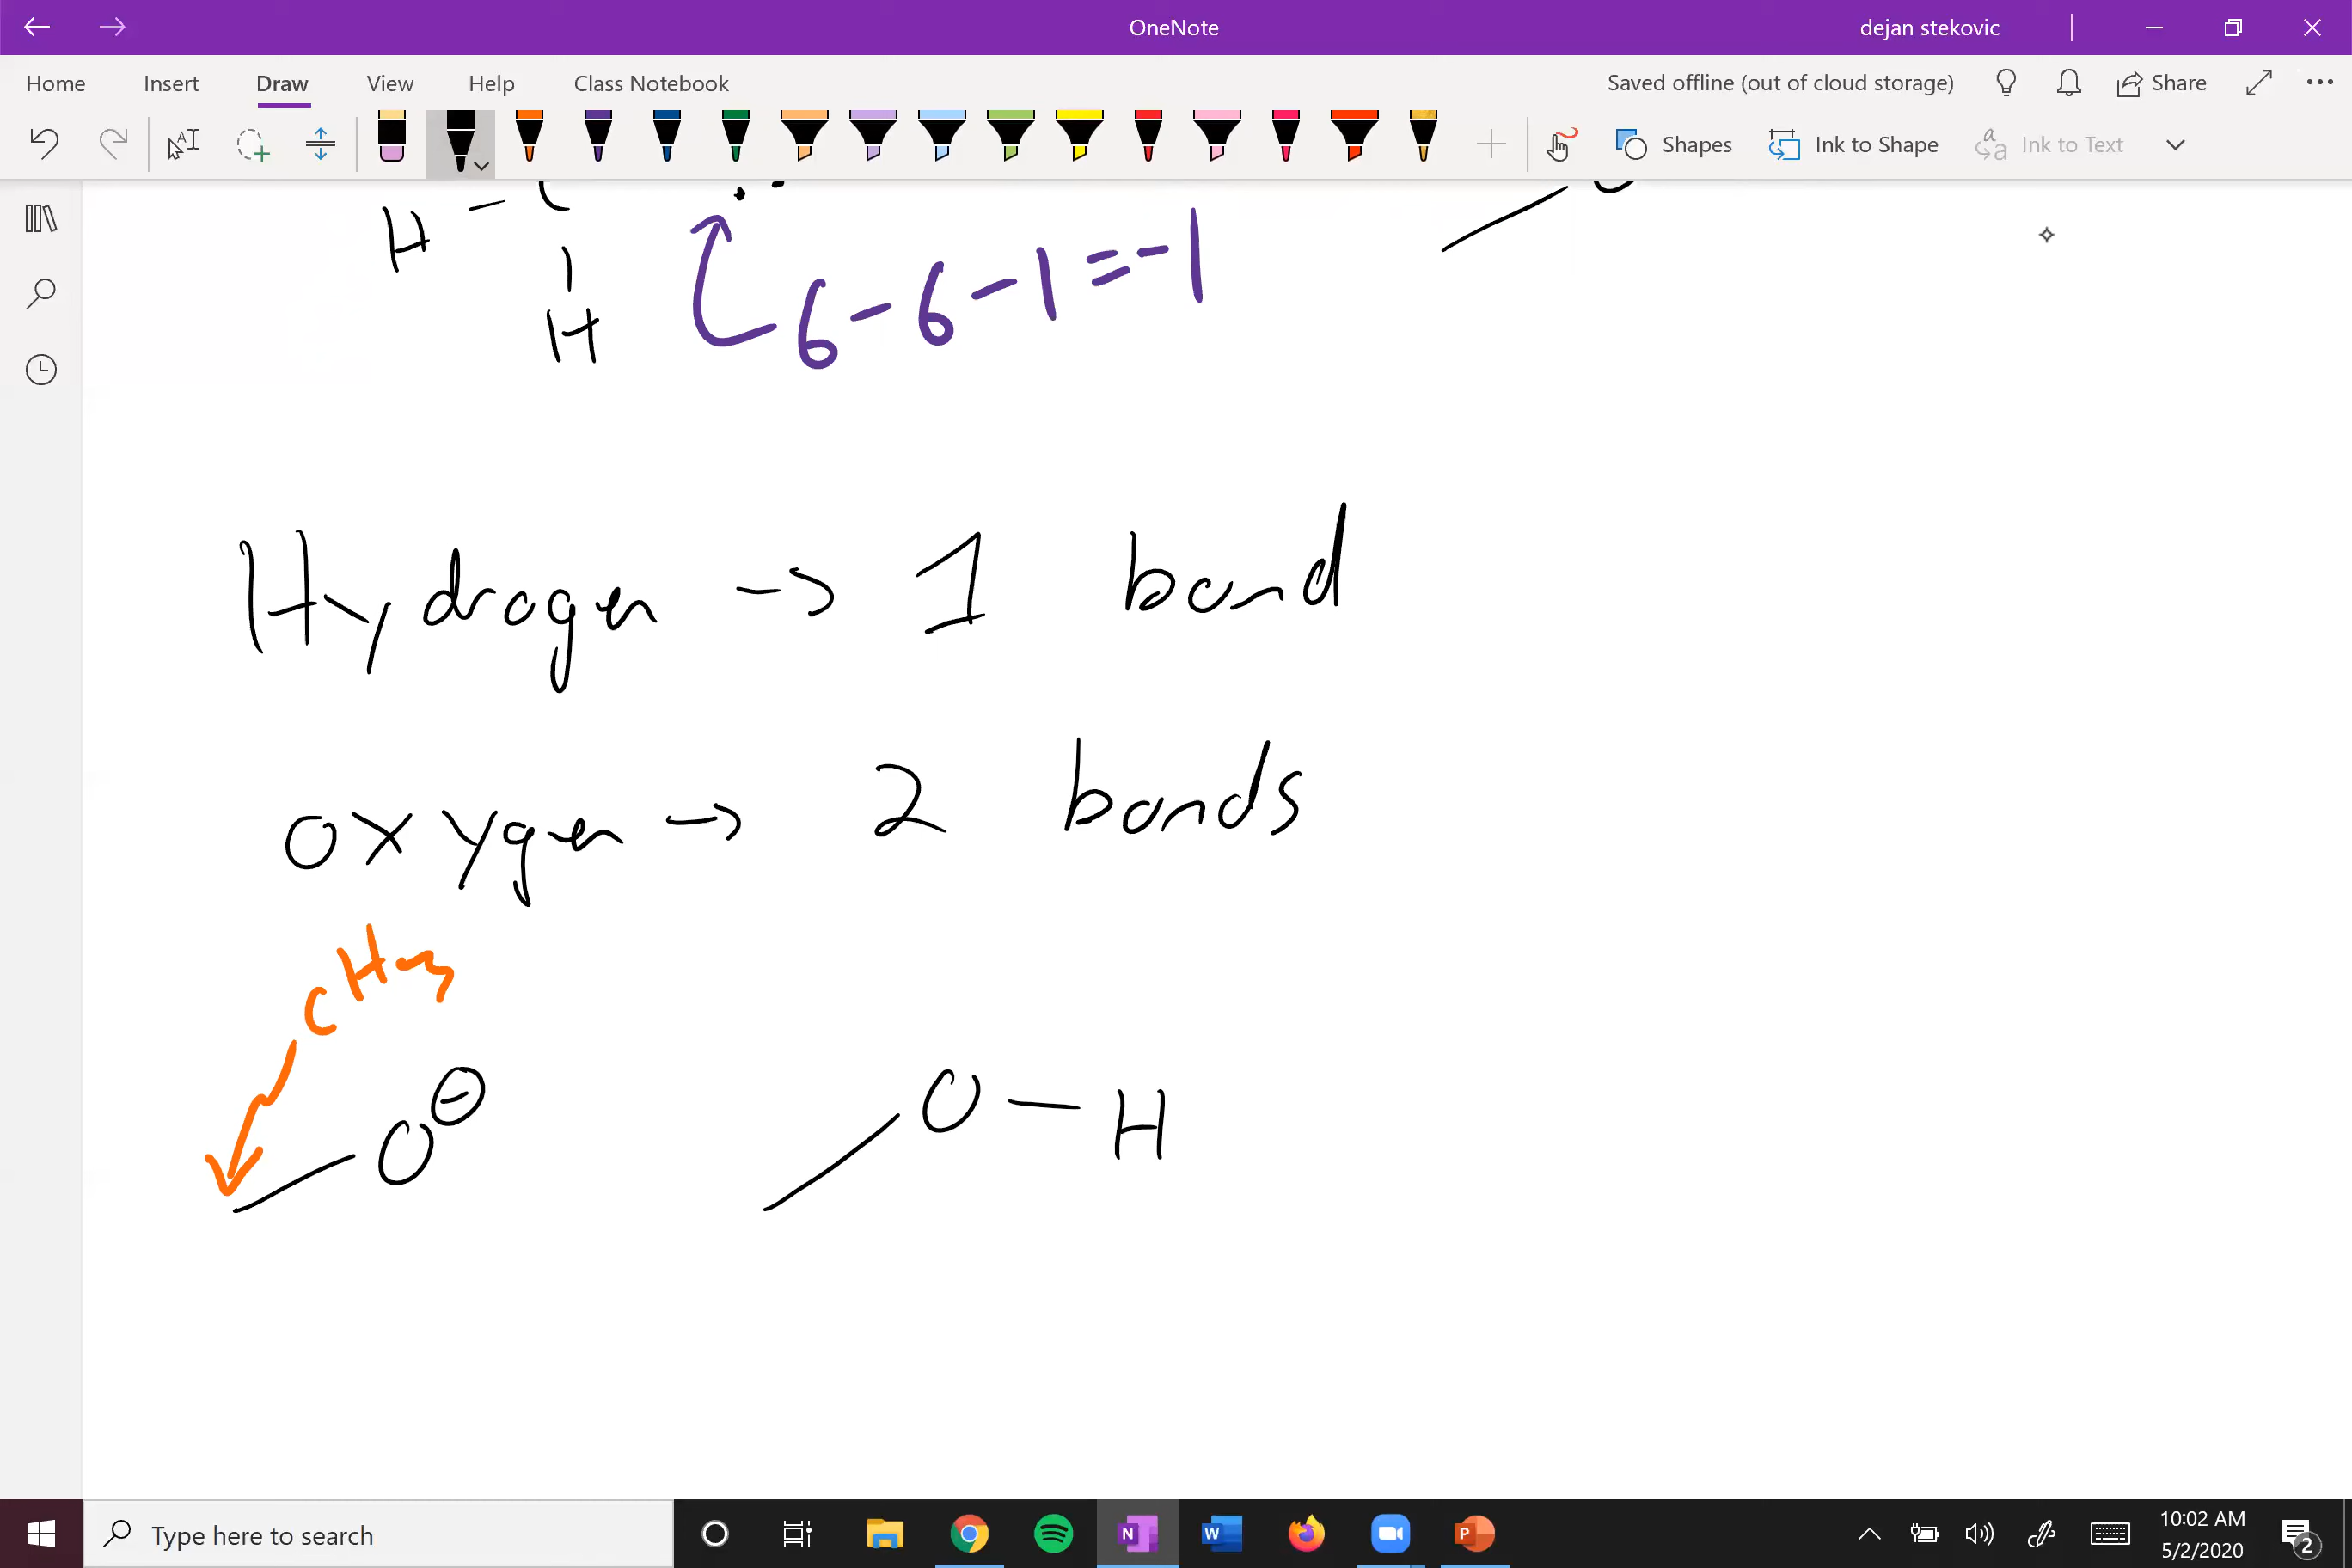 OneNote
dejan stekovic
Home Insert Draw View Help Class Notebook
Saved offline (out of cloud storage)
Share
Shapes
Ink to Shape
Ink to Text
H - C
H
6 - 6 - 1 = -1
Hydrogen → 1 bond
oxygen → 2 bonds
CH3
O⊖
O - H
Type here to search
10:02 AM
5/2/2020
2